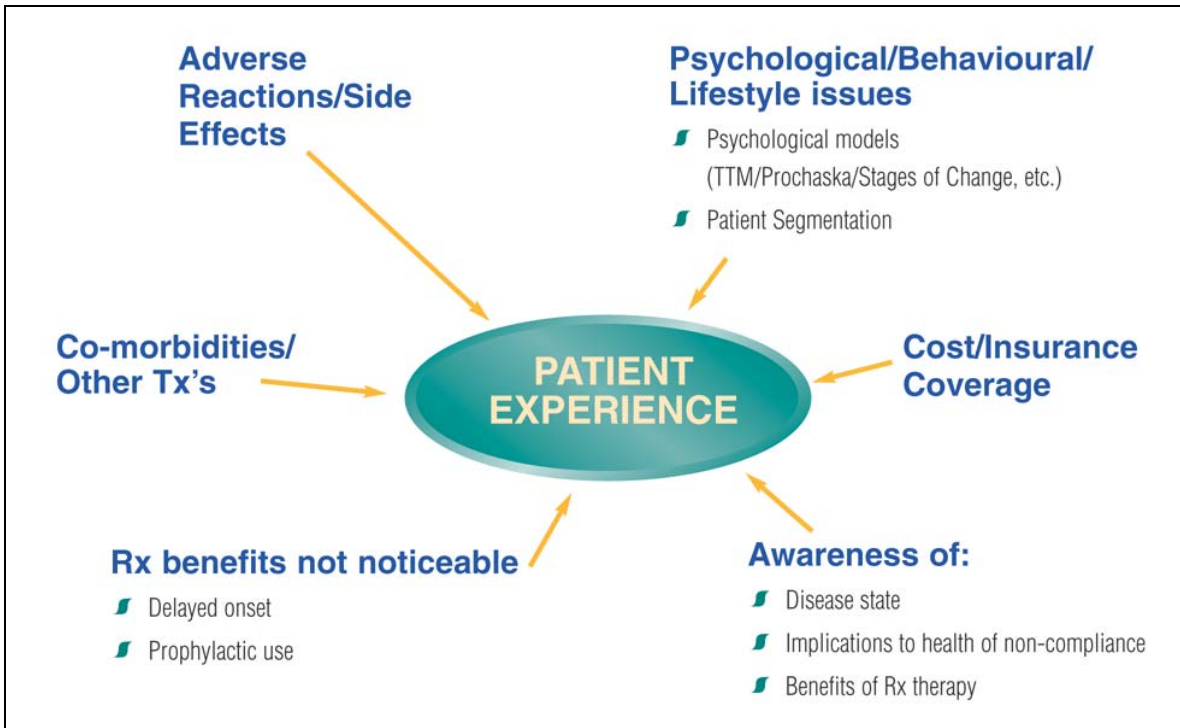 Adverse
Reactions/Side
Effects
Psychological/Behavioural/
Lifestyle issues
Psychological models
(TTM/Prochaska/Stages of Change, etc.)
Patient Segmentation
Co-morbidities/
Other Tx's
PATIENT
EXPERIENCE
Cost/Insurance
Coverage
Rx benefits not noticeable
Delayed onset
Prophylactic use
Awareness of:
Disease state
Implications to health of non-compliance
Benefits of Rx therapy